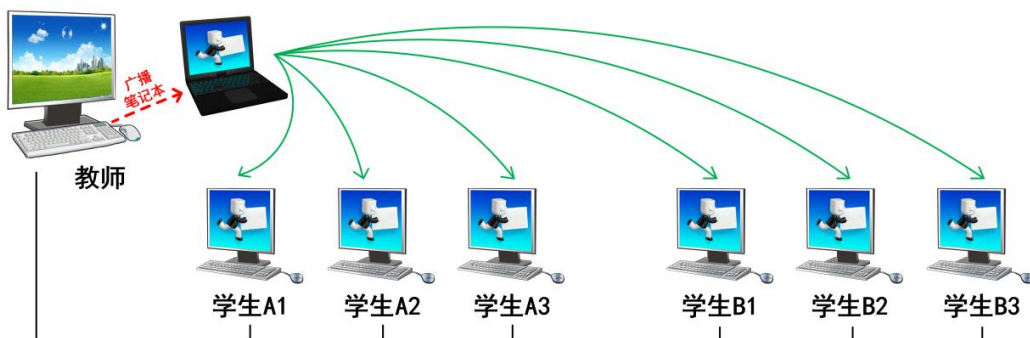 广播
笔记本
教师
学生A1
学生A2
学生A3
学生B1
学生B2
学生B3